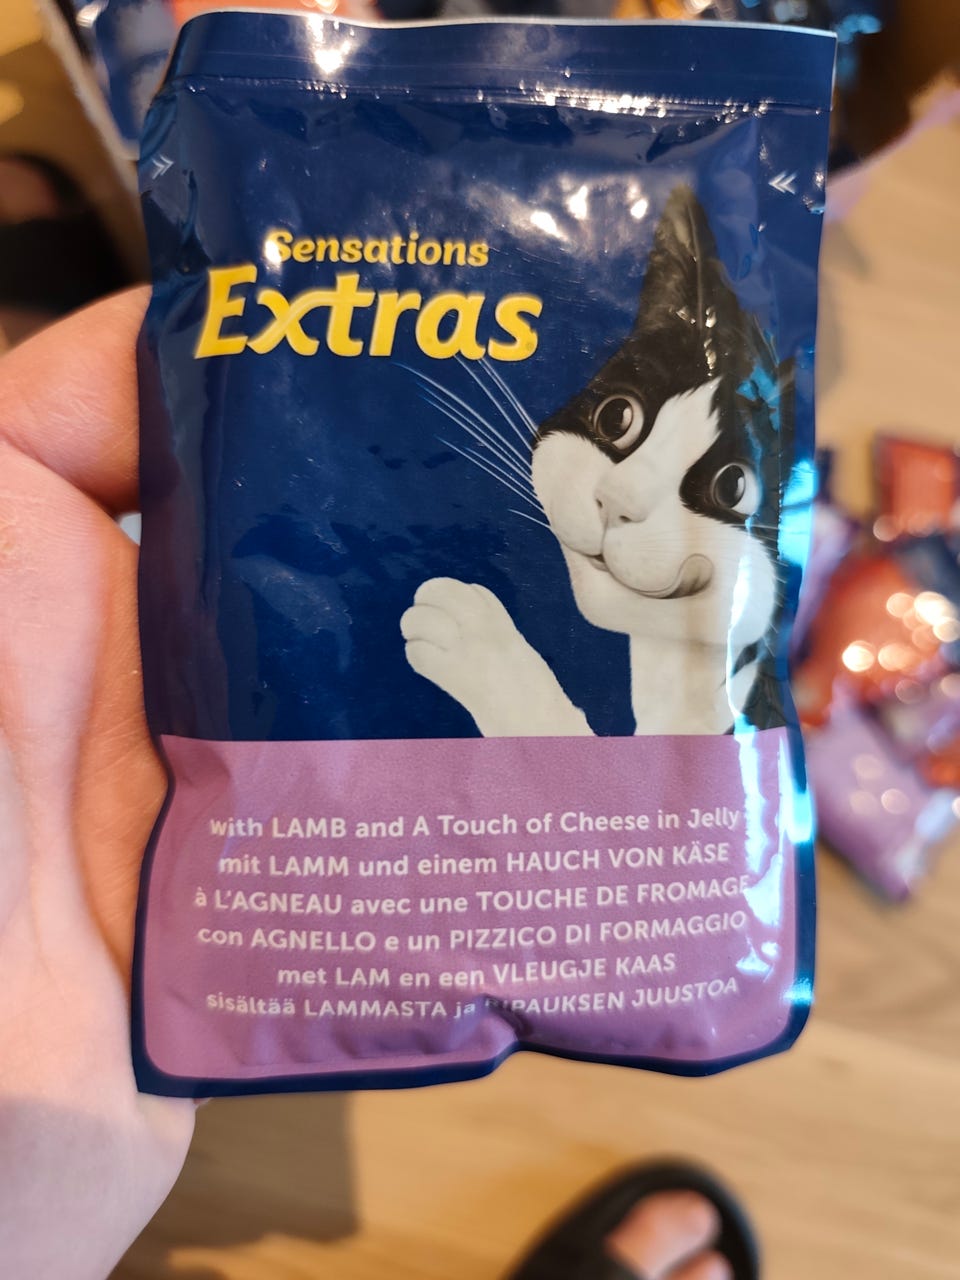 Sensations
Extras
with LAMB and A Touch of Cheese in Jelly
mit LAMM und einem HAUCH VON KÄSE
à L'AGNEAU avec une TOUCHE DE FROMAGE
con AGNELLO e un PIZZICO DI FORMAGGIO
met LAM en een VLEUGJE KAAS
sisältää LAMMASTA ja JUUSTOA